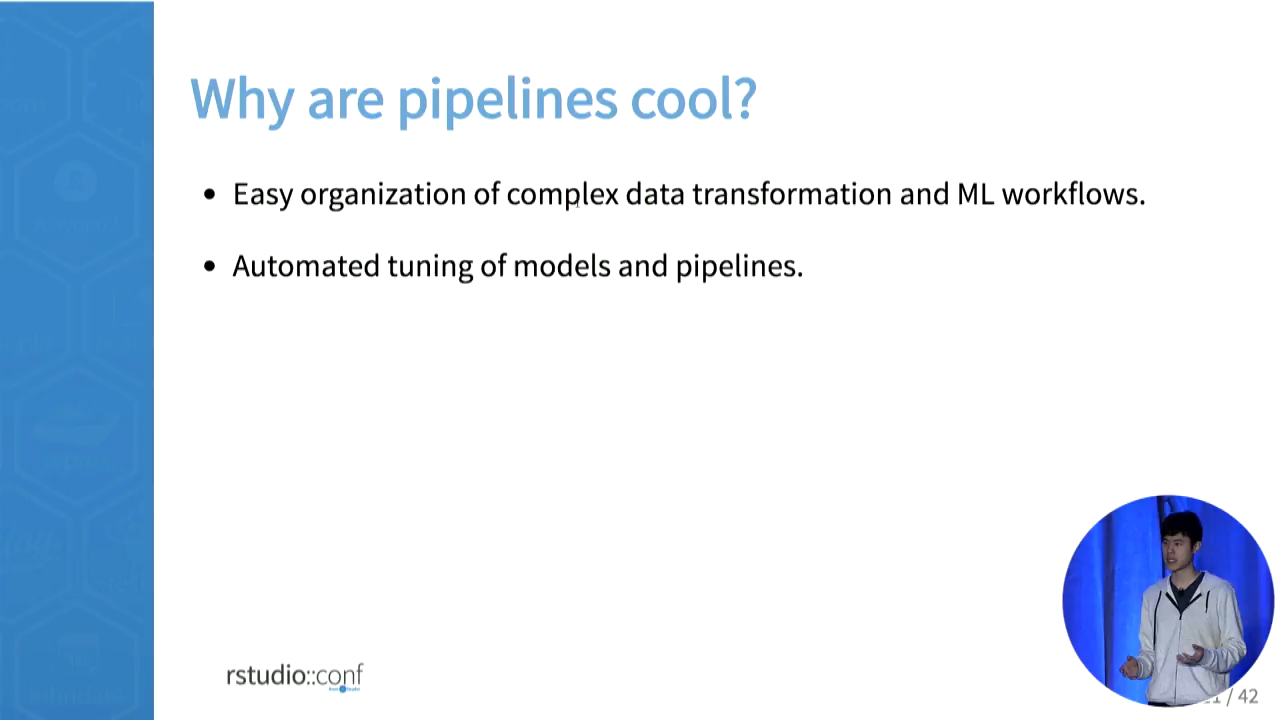 Why are pipelines cool?
• Easy organization of complex data transformation and ML workflows.
• Automated tuning of models and pipelines.
rstudio::conf
/ 42